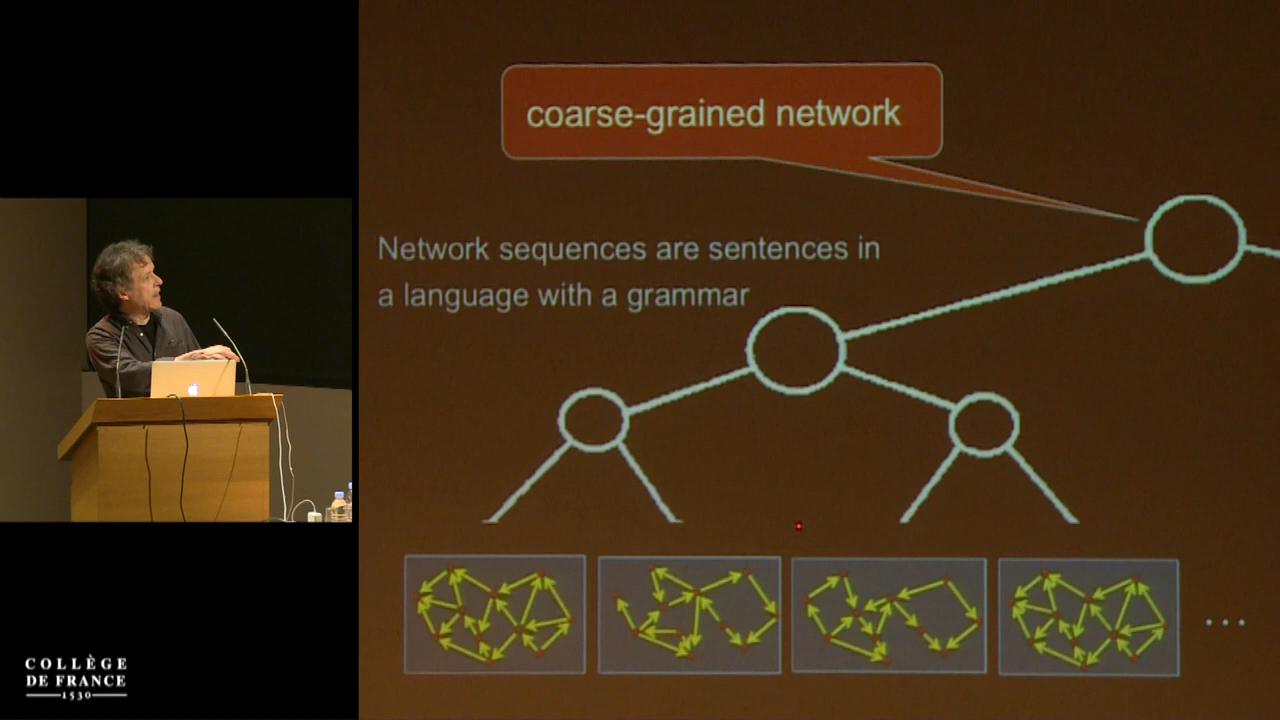 coarse-grained network
Network sequences are sentences in
a language with a grammar
...
COLLÈGE
DE FRANCE
1530